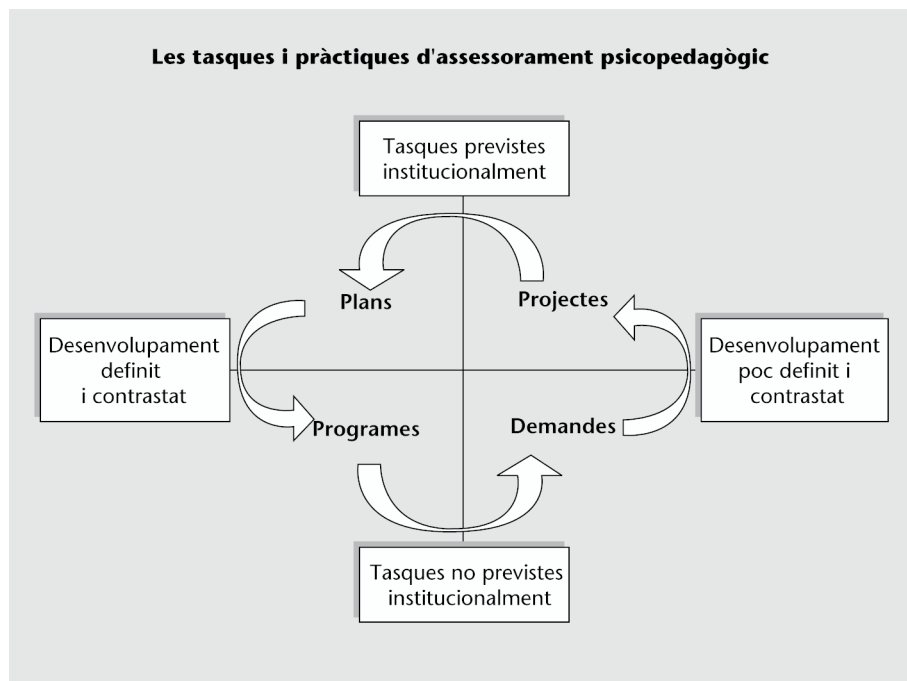 Les tasques i pràctiques d'assessorament psicopedagògic
Tasques previstes
institucionalment
Plans
Projectes
Desenvolupament
definit
i contrastat
Desenvolupament
poc definit i
contrastat
Programes
Demandes
Tasques no previstes
institucionalment